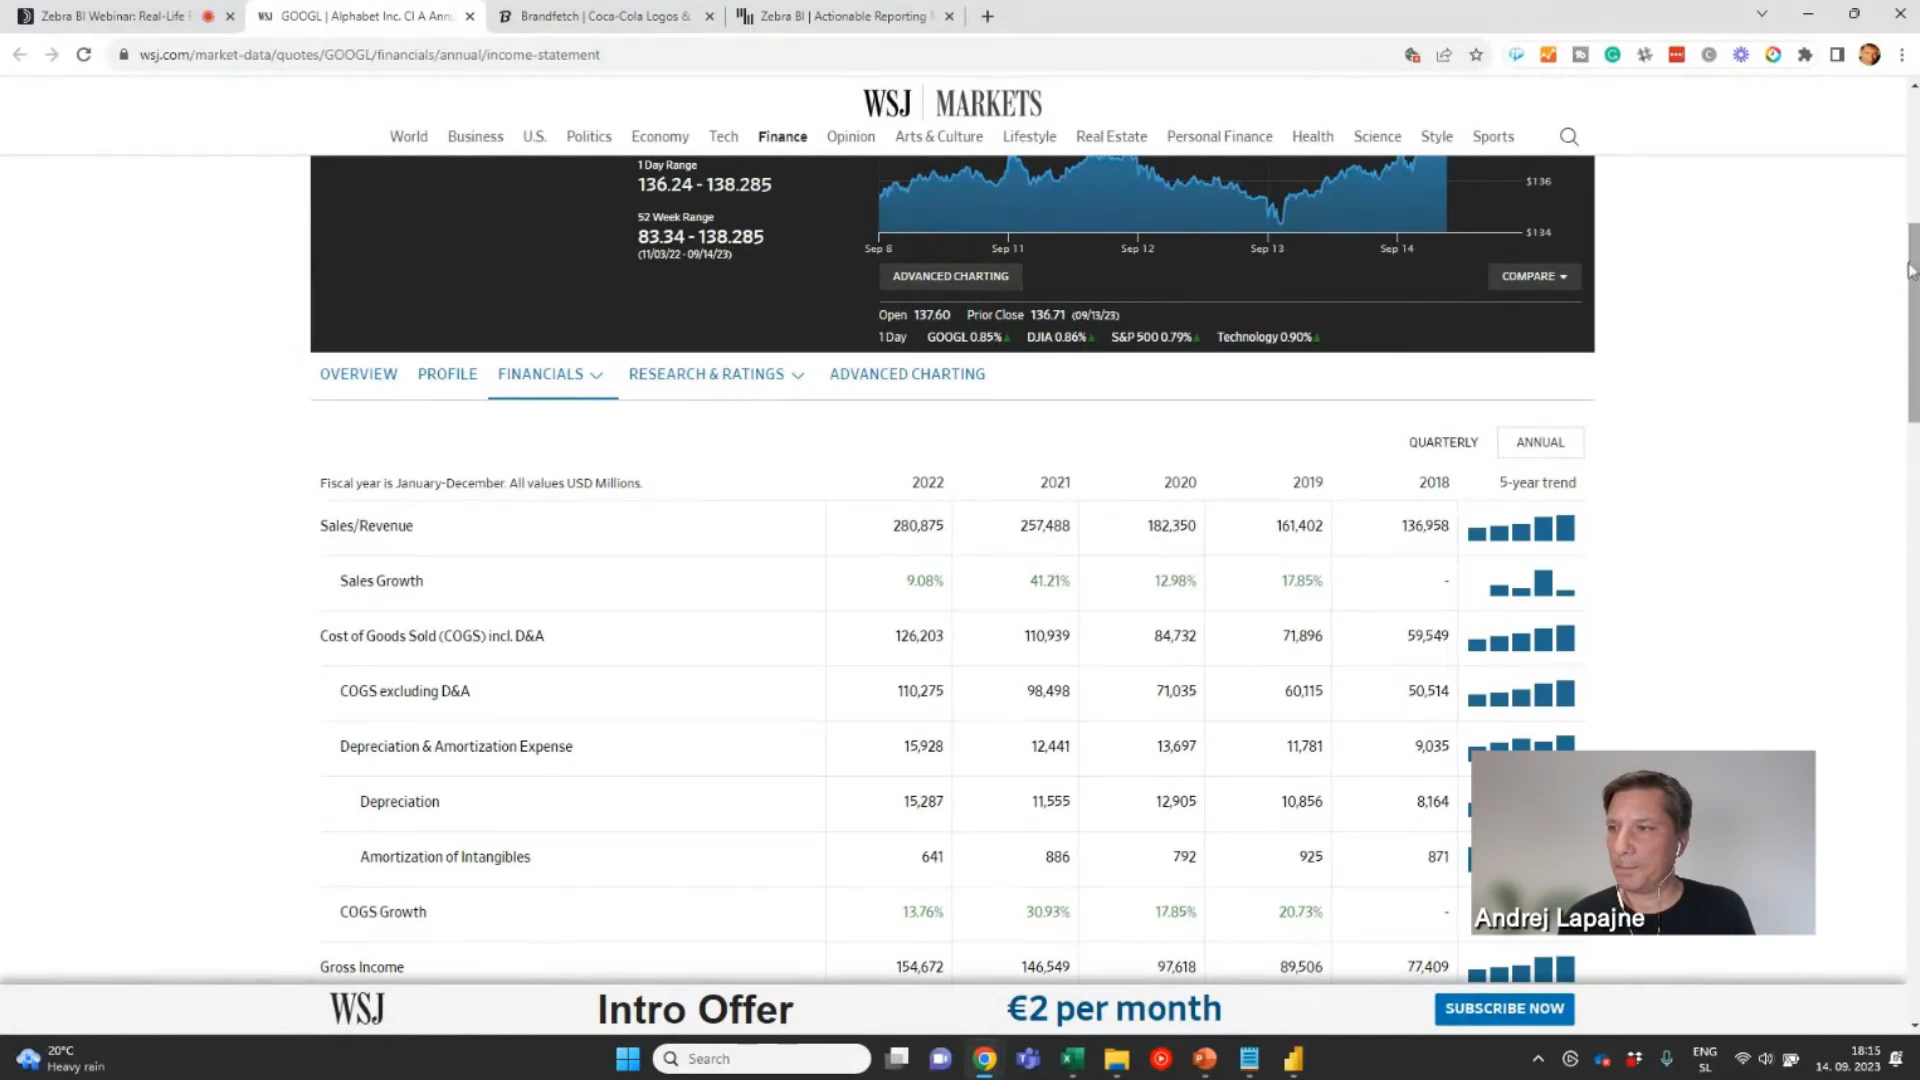 Zebra BI Webinar: Real-Life
WSJ GOOGL | Alphabet Inc. Cl A Ann
Brandfetch | Coca-Cola Logos &
Zebra BI | Actionable Reporting
wsj.com/market-data/quotes/GOOGL/financials/annual/income-statement
WSJ MARKETS
World Business U.S. Politics Economy Tech Finance Opinion Arts & Culture Lifestyle Real Estate Personal Finance Health Science Style Sports
1 Day Range
136.24 - 138.285
52 Week Range
83.34 - 138.285
(11/03/22 - 09/14/23)
$136
$134
Sep 8 Sep 11 Sep 12 Sep 13 Sep 14
ADVANCED CHARTING COMPARE
Open 137.60 Prior Close 136.71 (09/13/23)
1 Day GOOGL 0.85% DJIA 0.86% S&P 500 0.79% Technology 0.90%
OVERVIEW PROFILE FINANCIALS RESEARCH & RATINGS ADVANCED CHARTING
QUARTERLY ANNUAL
Fiscal year is January-December. All values USD Millions. 2022 2021 2020 2019 2018 5-year trend
Sales/Revenue 280,875 257,488 182,350 161,402 136,958
Sales Growth 9.08% 41.21% 12.98% 17.85% -
Cost of Goods Sold (COGS) incl. D&A 126,203 110,939 84,732 71,896 59,549
COGS excluding D&A 110,275 98,498 71,035 60,115 50,514
Depreciation & Amortization Expense 15,928 12,441 13,697 11,781 9,035
Depreciation 15,287 11,555 12,905 10,856 8,164
Amortization of Intangibles 641 886 792 925 871
COGS Growth 13.76% 30.93% 17.85% 20.73% -
Andrej Lapajne
Gross Income 154,672 146,549 97,618 89,506 77,409
WSJ Intro Offer €2 per month SUBSCRIBE NOW
20°C
Heavy rain
Search
ENG
SL
18:15
14. 09. 2023